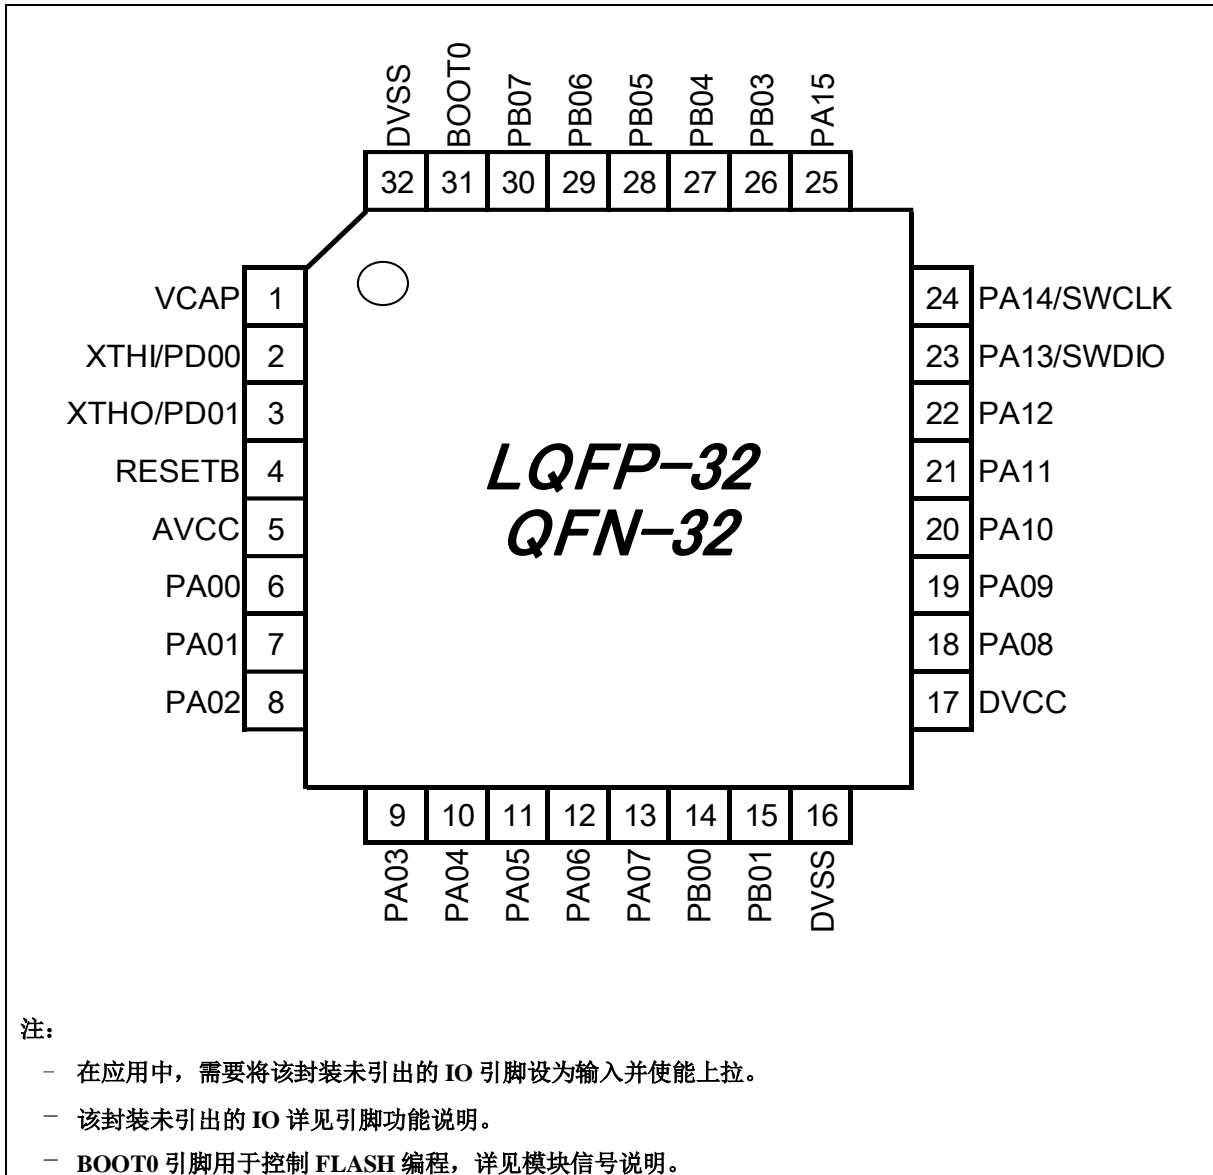 DVSS
BOOT0
PB07
PB06
PB05
PB04
PB03
PA15
32 31 30 29 28 27 26 25
VCAP 1
XTHI/PD00 2
XTHO/PD01 3
RESETB 4
AVCC 5
PA00 6
PA01 7
PA02 8
24 PA14/SWCLK
23 PA13/SWDIO
22 PA12
21 PA11
20 PA10
19 PA09
18 PA08
17 DVCC
LQFP-32
QFN-32
9 10 11 12 13 14 15 16
PA03
PA04
PA05
PA06
PA07
PB00
PB01
DVSS
注：
– 在应用中，需要将该封装未引出的 IO 引脚设为输入并使能上拉。
– 该封装未引出的 IO 详见引脚功能说明。
– BOOT0 引脚用于控制 FLASH 编程，详见模块信号说明。